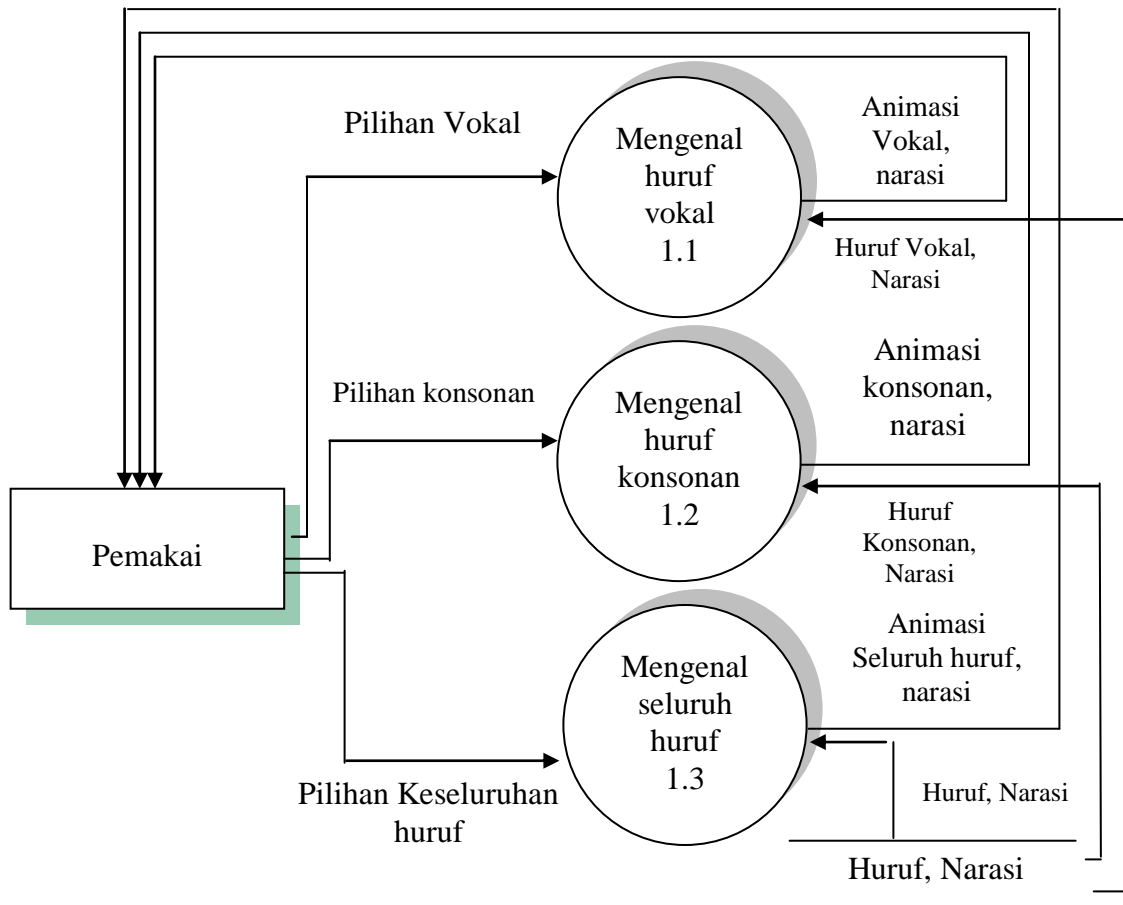 Pilihan Vokal
Mengenal
huruf
vokal
1.1
Animasi
Vokal,
narasi
Huruf Vokal,
Narasi
Pilihan konsonan
Mengenal
huruf
konsonan
1.2
Animasi
konsonan,
narasi
Huruf
Konsonan,
Narasi
Pemakai
Mengenal
seluruh
huruf
1.3
Animasi
Seluruh huruf,
narasi
Pilihan Keseluruhan
huruf
Huruf, Narasi
Huruf, Narasi